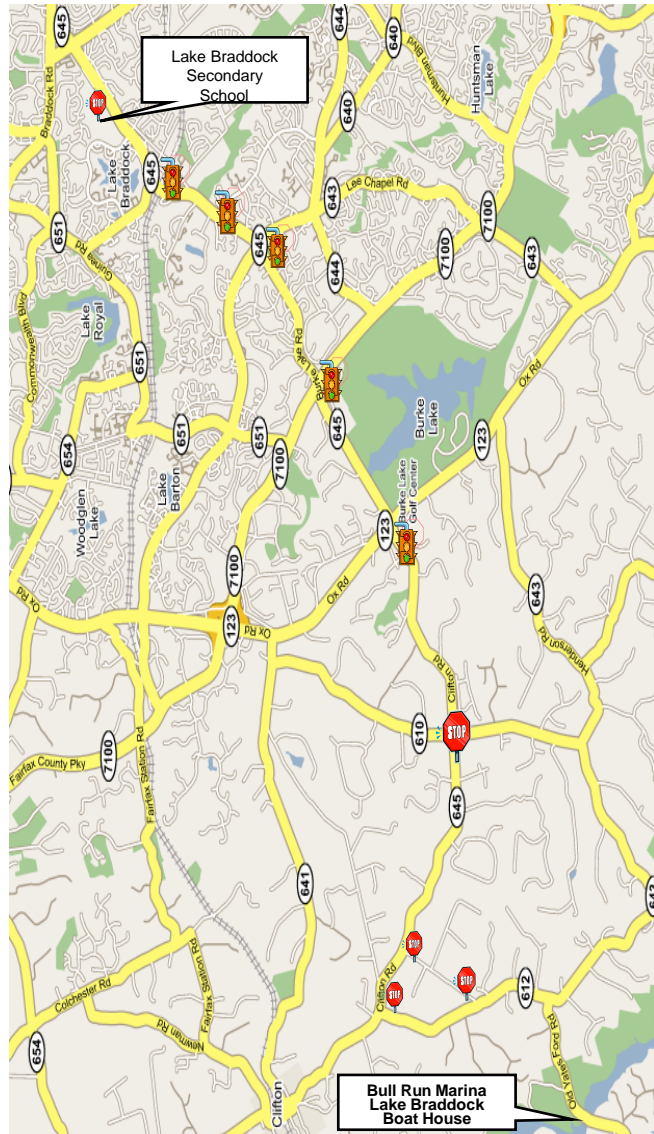 645
644
640
Lake Braddock
Secondary
School
Huntsman Blvd
Huntsman
Lake
Braddock Rd
STOP
640
Lake
Braddock
645
643
Lee Chapel Rd
651
Guinea Rd
645
7100
643
Commonwealth Blvd
Lake
Royal
644
7100
Burke Lake Rd
Ox Rd
651
654
651
651
645
Burke
Lake
123
7100
Lake
Barton
Woodglen
Lake
123
Burke Lake
Golf Center
7100
Ox Rd
Ox Rd
643
123
Ox Rd
Henderson Rd
Clifton Rd
610
STOP
7100
Fairfax County Pky
Fairfax Station Rd
645
641
643
Clifton Rd
STOP
Fairfax Station Rd
STOP
STOP
612
Colchester Rd
Newman Rd
654
Old Yates Ford Rd
Clifton
Bull Run Marina
Lake Braddock
Boat House